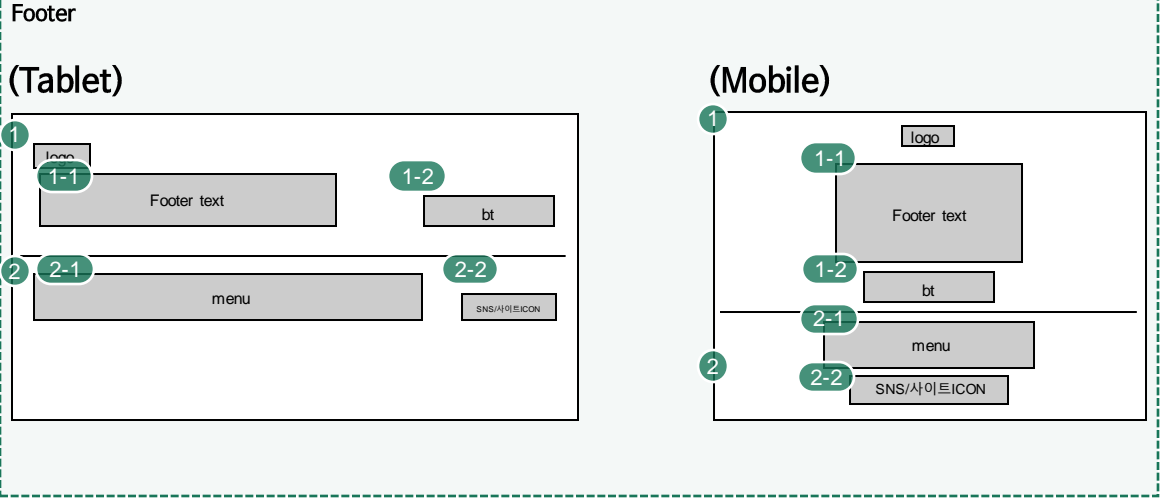 Footer
(Tablet)
1
logo
1-1
Footer text
1-2
bt
2
2-1
menu
2-2
SNS/사이트ICON
(Mobile)
1
logo
1-1
Footer text
1-2
bt
2-1
menu
2
2-2
SNS/사이트ICON